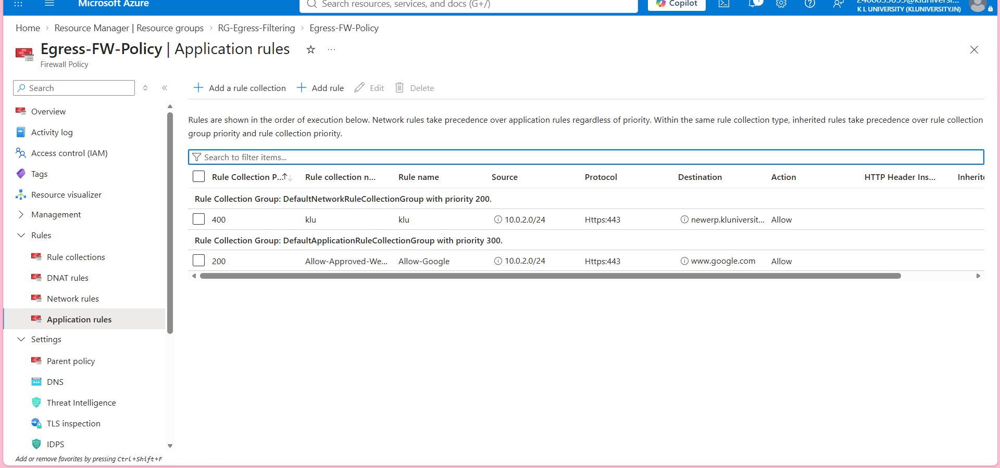 Microsoft Azure
Search resources, services, and docs (G+/)
Copilot
1
K L UNIVERSITY (KLUNIVERSITY.IN)
Home > Resource Manager | Resource groups > RG-Egress-Filtering > Egress-FW-Policy
Egress-FW-Policy | Application rules
Firewall Policy
Search
Overview
Activity log
Access control (IAM)
Tags
Resource visualizer
Management
Rules
Rule collections
DNAT rules
Network rules
Application rules
Settings
Parent policy
DNS
Threat Intelligence
TLS inspection
IDPS
Add or remove favorites by pressing Ctrl+Shift+F
Add a rule collection Add rule Edit Delete
Rules are shown in the order of execution below. Network rules take precedence over application rules regardless of priority. Within the same rule collection type, inherited rules take precedence over rule collection
group priority and rule collection priority.
Search to filter items...
Rule Collection P... Rule collection n... Rule name Source Protocol Destination Action HTTP Header Ins... Inherite
Rule Collection Group: DefaultNetworkRuleCollectionGroup with priority 200.
400 klu klu 10.0.2.0/24 Https:443 newerp.kluniversit... Allow
Rule Collection Group: DefaultApplicationRuleCollectionGroup with priority 300.
200 Allow-Approved-We... Allow-Google 10.0.2.0/24 Https:443 www.google.com Allow